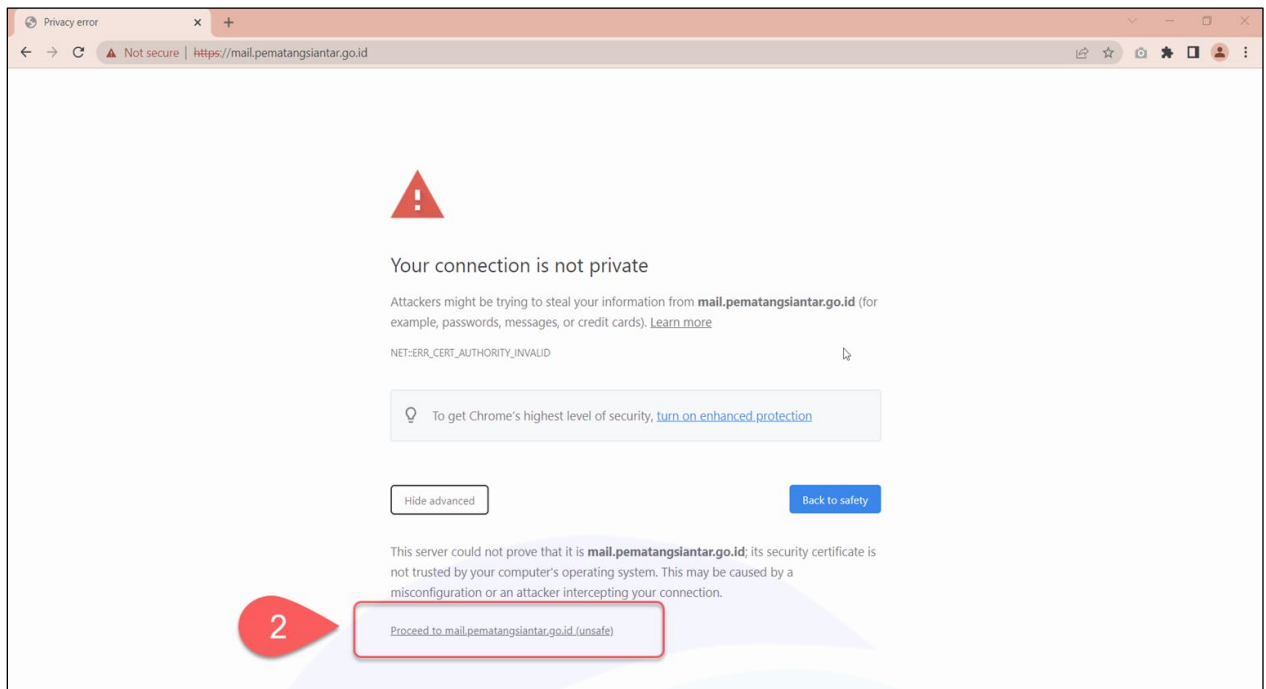 Privacy error
Not secure | https://mail.pematangsiantar.go.id
Your connection is not private
Attackers might be trying to steal your information from mail.pematangsiantar.go.id (for
example, passwords, messages, or credit cards). Learn more
NET::ERR_CERT_AUTHORITY_INVALID
To get Chrome's highest level of security, turn on enhanced protection
Hide advanced
Back to safety
This server could not prove that it is mail.pematangsiantar.go.id; its security certificate is
not trusted by your computer's operating system. This may be caused by a
misconfiguration or an attacker intercepting your connection.
2
Proceed to mail.pematangsiantar.go.id (unsafe)